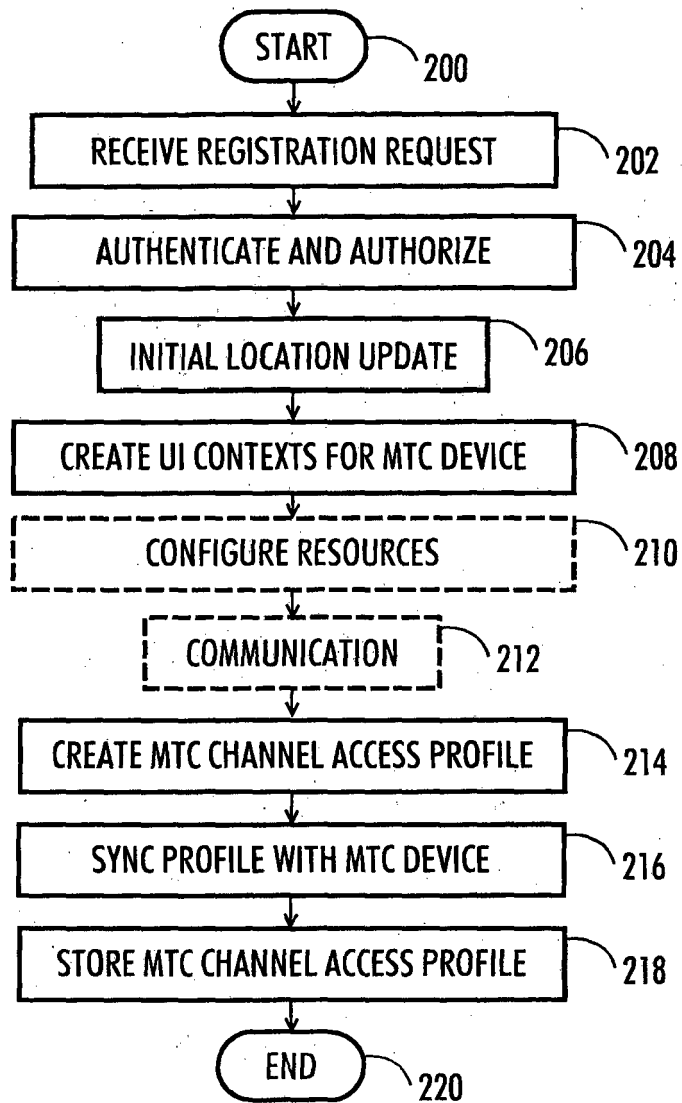 START
200
RECEIVE REGISTRATION REQUEST
202
AUTHENTICATE AND AUTHORIZE
204
INITIAL LOCATION UPDATE
206
CREATE UI CONTEXTS FOR MTC DEVICE
208
CONFIGURE RESOURCES
210
COMMUNICATION
212
CREATE MTC CHANNEL ACCESS PROFILE
214
SYNC PROFILE WITH MTC DEVICE
216
STORE MTC CHANNEL ACCESS PROFILE
218
END
220